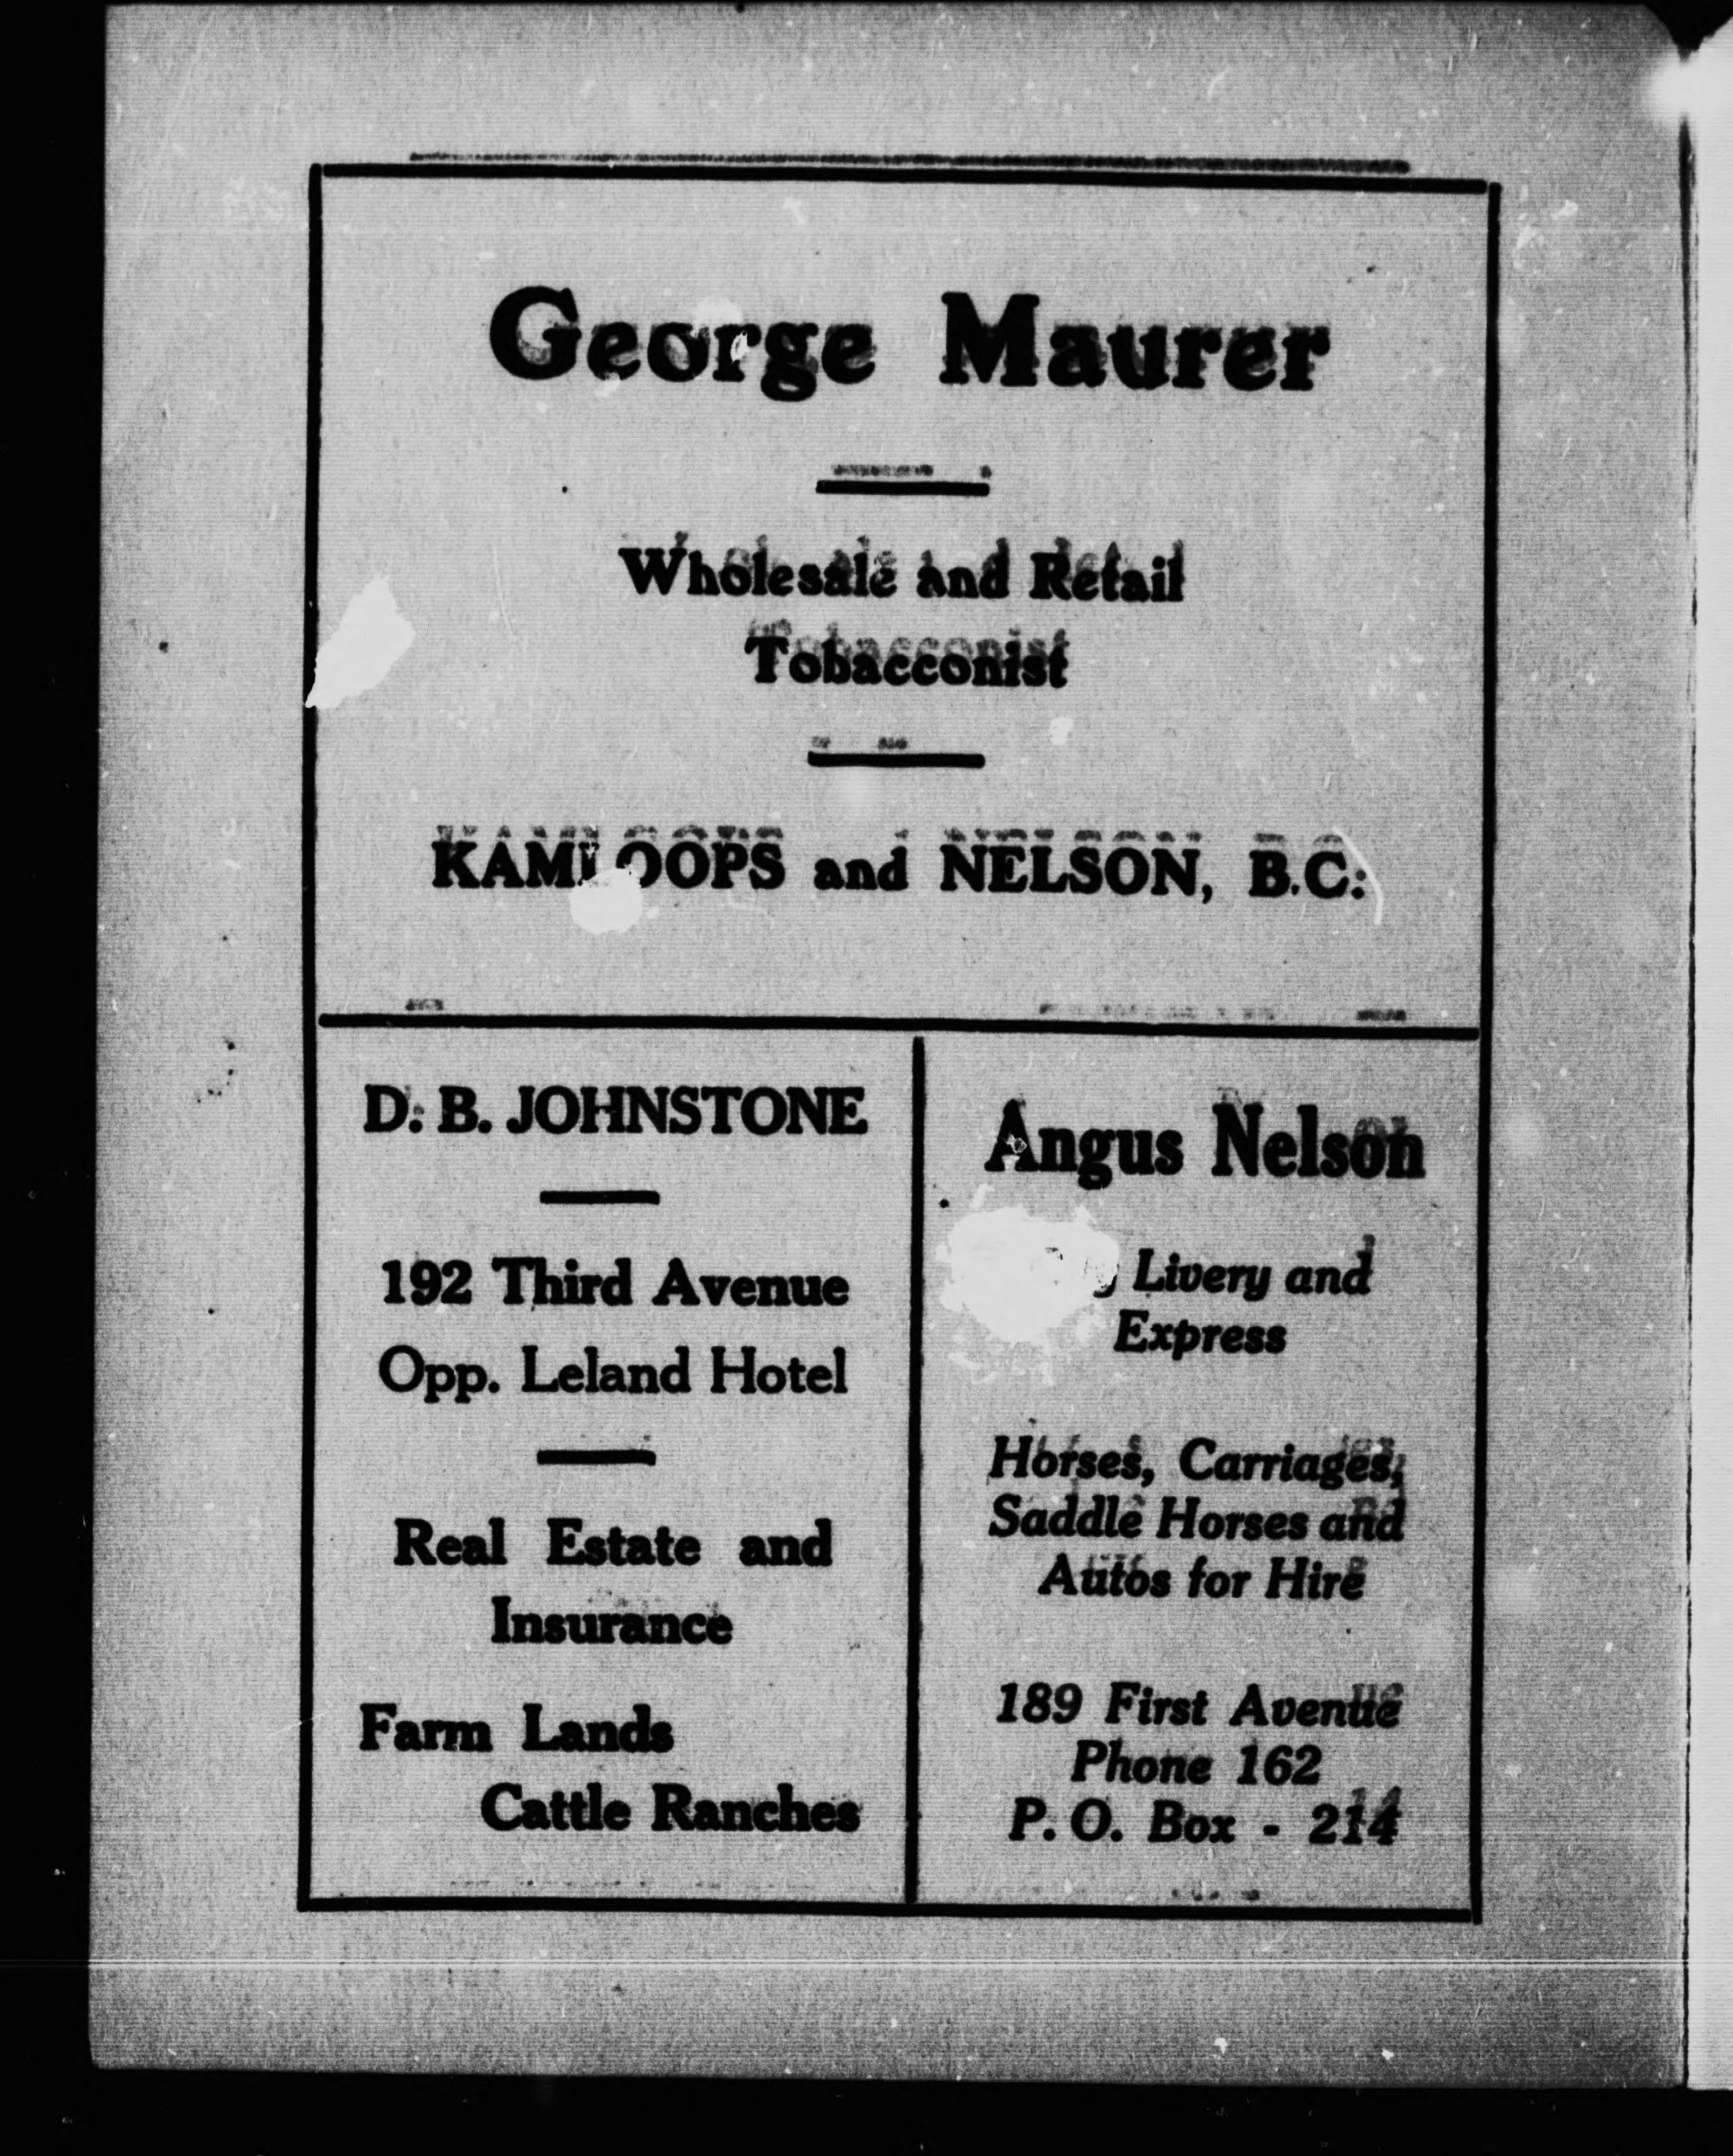 George Maurer
Wholesale and Retail
Tobacconist
KAMLOOPS and NELSON, B.C.
D. B. JOHNSTONE
192 Third Avenue
Opp. Leland Hotel
Real Estate and
Insurance
Farm Lands
Cattle Ranches
Angus Nelson
Livery and
Express
Horses, Carriages,
Saddle Horses and
Autos for Hire
189 First Avenue
Phone 162
P. O. Box - 214